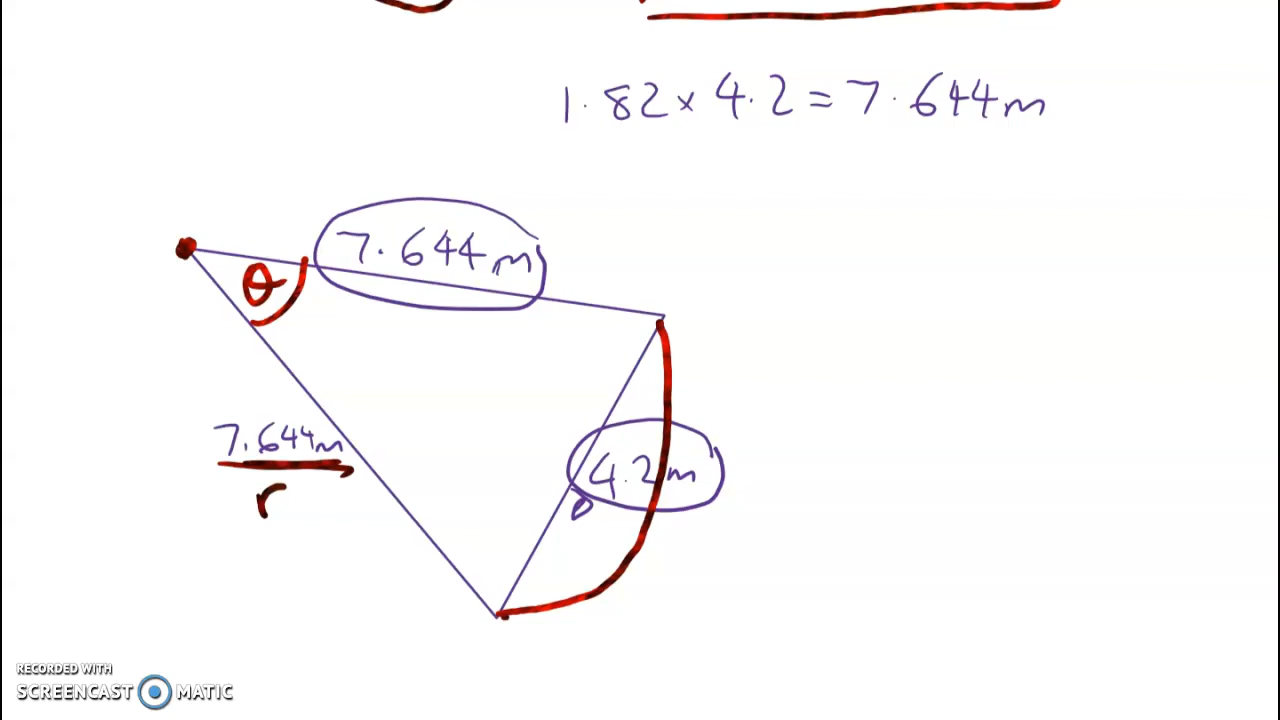 1.82 × 4.2 = 7.644m
7.644m
θ
7.644m
r
4.2m
RECORDED WITH
SCREENCAST MATIC